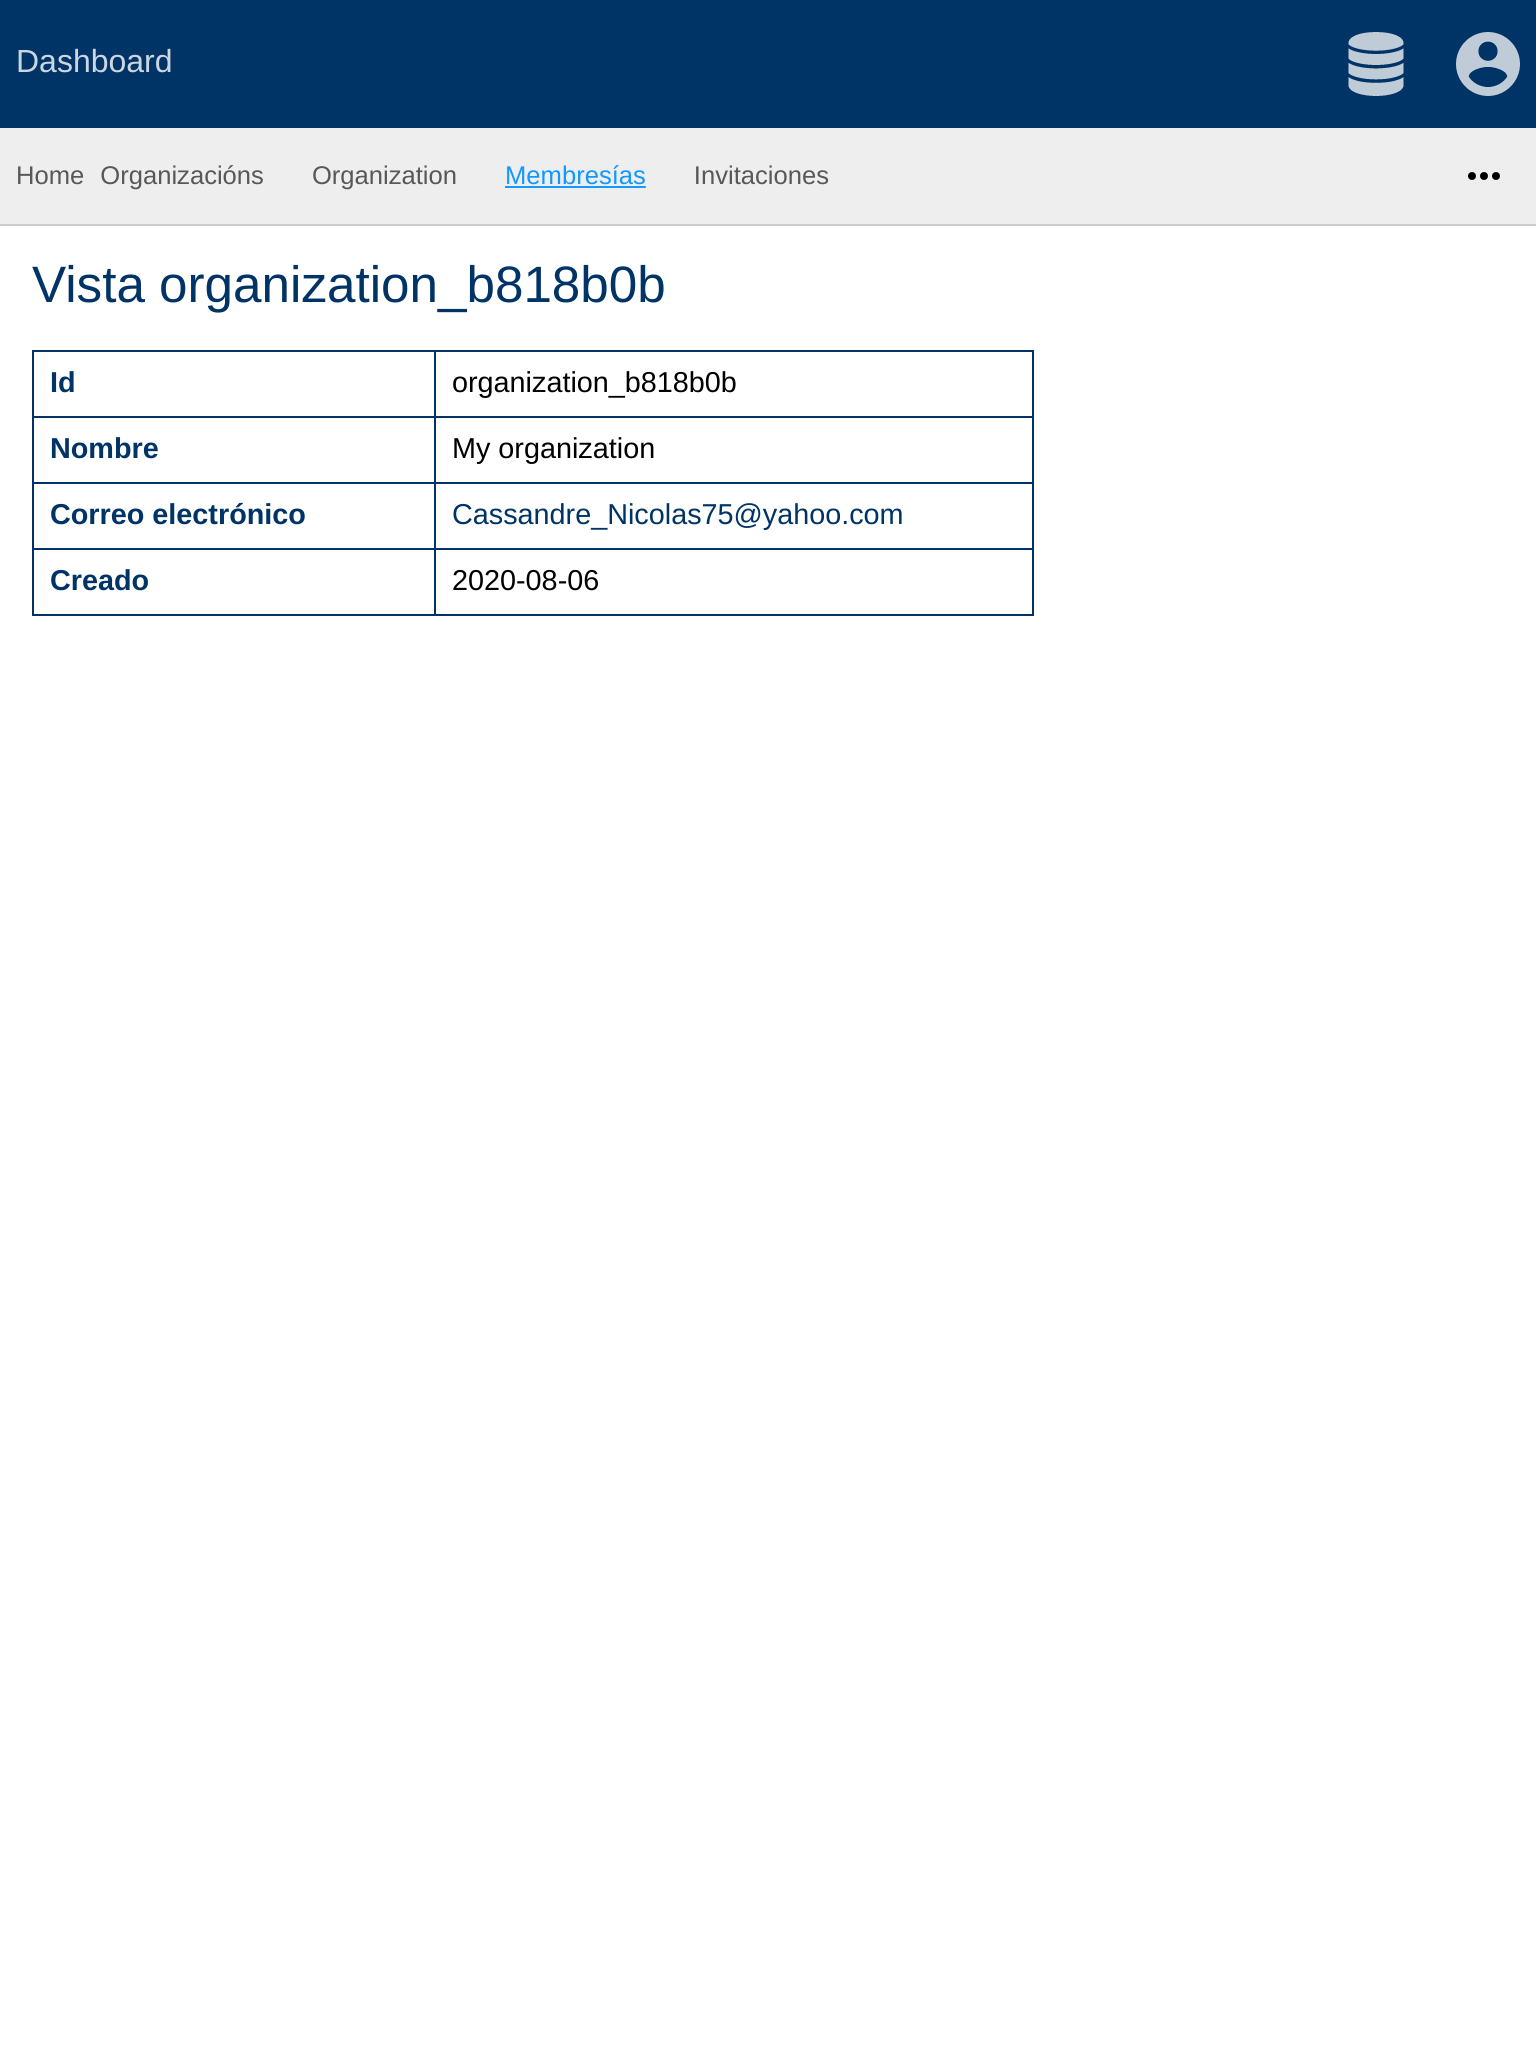 Dashboard
Home Organizacións Organization Membresías Invitaciones
Vista organization_b818b0b
Id organization_b818b0b
Nombre My organization
Correo electrónico Cassandre_Nicolas75@yahoo.com
Creado 2020-08-06